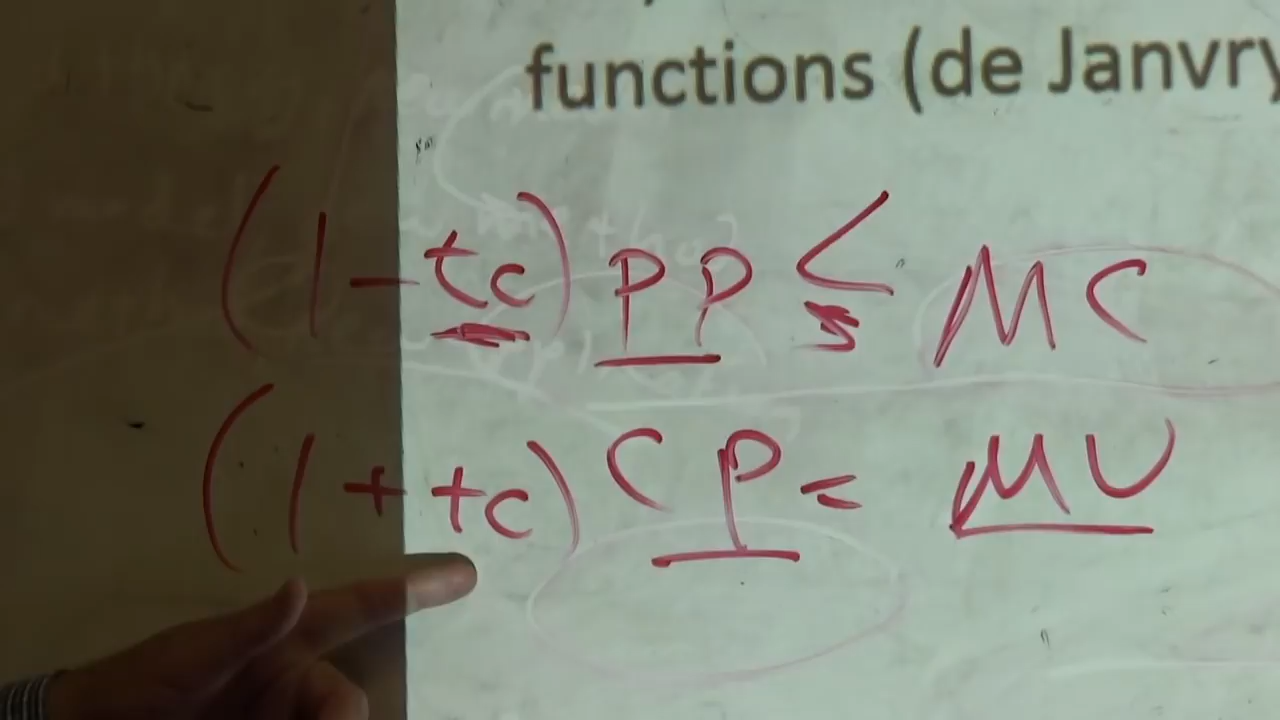 functions (de Janvry
(1 - tc) PP ≤ MC
(1 + tc) CP = MU